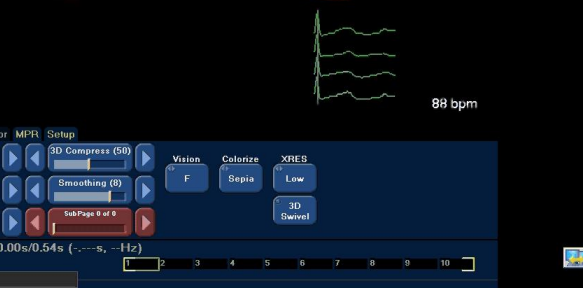 88 bpm
MPR Setup
3D Compress (50)
Vision Colorize XRES
F Sepia Low
Smoothing (8)
3D
Swivel
SubPage 0 of 0
0.00s/0.54s (-.---s, --Hz)
1 2 3 4 5 6 7 8 9 10